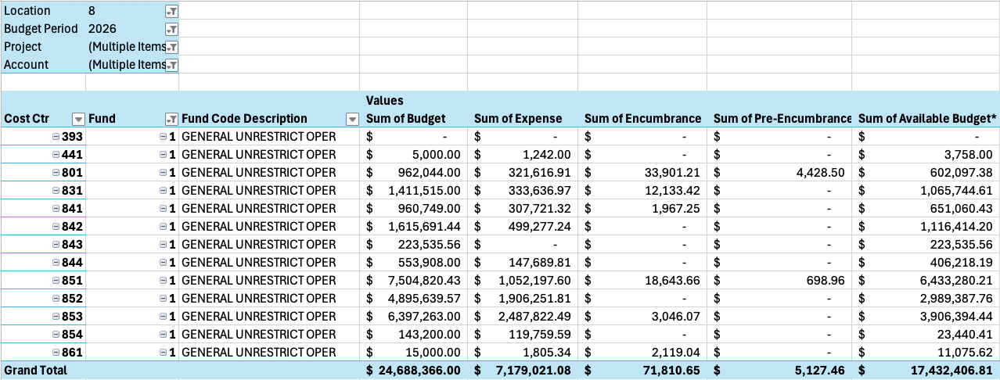 Location 8
Budget Period 2026
Project (Multiple Items
Account (Multiple Items
Values
Cost Ctr Fund Fund Code Description Sum of Budget Sum of Expense Sum of Encumbrance Sum of Pre-Encumbrance Sum of Available Budget*
393 1 GENERAL UNRESTRICT OPER $ - $ - $ - $ - $ -
441 1 GENERAL UNRESTRICT OPER $ 5,000.00 $ 1,242.00 $ - $ - $ 3,758.00
801 1 GENERAL UNRESTRICT OPER $ 962,044.00 $ 321,616.91 $ 33,901.21 $ 4,428.50 $ 602,097.38
831 1 GENERAL UNRESTRICT OPER $ 1,411,515.00 $ 333,636.97 $ 12,133.42 $ - $ 1,065,744.61
841 1 GENERAL UNRESTRICT OPER $ 960,749.00 $ 307,721.32 $ 1,967.25 $ - $ 651,060.43
842 1 GENERAL UNRESTRICT OPER $ 1,615,691.44 $ 499,277.24 $ - $ - $ 1,116,414.20
843 1 GENERAL UNRESTRICT OPER $ 223,535.56 $ - $ - $ - $ 223,535.56
844 1 GENERAL UNRESTRICT OPER $ 553,908.00 $ 147,689.81 $ - $ - $ 406,218.19
851 1 GENERAL UNRESTRICT OPER $ 7,504,820.43 $ 1,052,197.60 $ 18,643.66 $ 698.96 $ 6,433,280.21
852 1 GENERAL UNRESTRICT OPER $ 4,895,639.57 $ 1,906,251.81 $ - $ - $ 2,989,387.76
853 1 GENERAL UNRESTRICT OPER $ 6,397,263.00 $ 2,487,822.49 $ 3,046.07 $ - $ 3,906,394.44
854 1 GENERAL UNRESTRICT OPER $ 143,200.00 $ 119,759.59 $ - $ - $ 23,440.41
861 1 GENERAL UNRESTRICT OPER $ 15,000.00 $ 1,805.34 $ 2,119.04 $ - $ 11,075.62
Grand Total $ 24,688,366.00 $ 7,179,021.08 $ 71,810.65 $ 5,127.46 $ 17,432,406.81